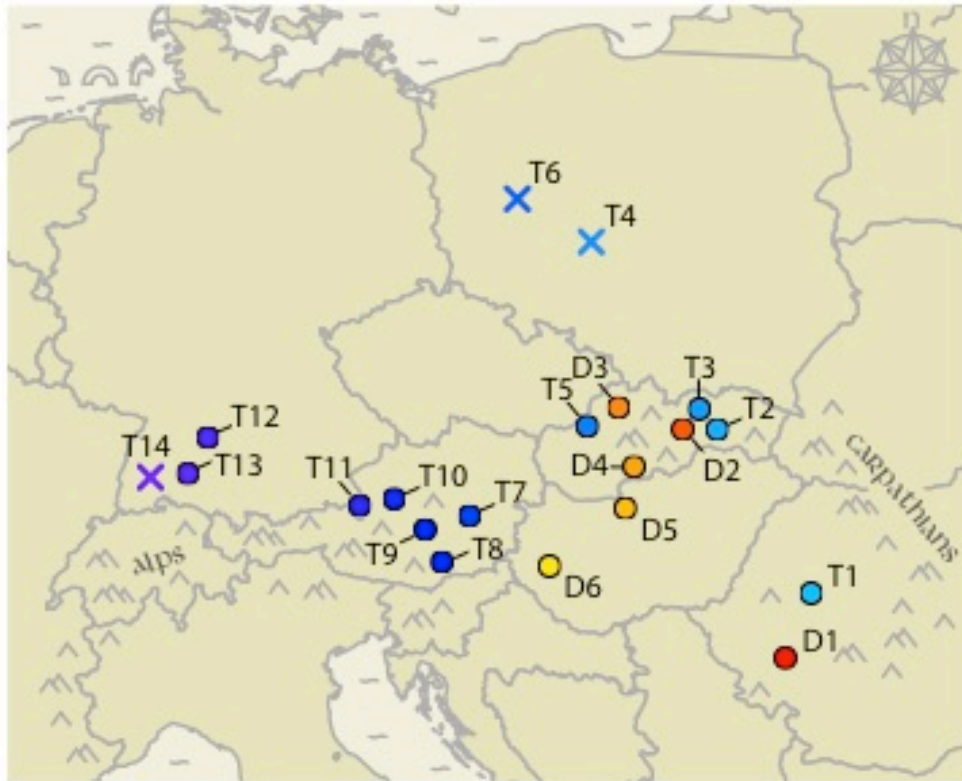 n
T6
T4
D3
T3
T5
T2
T12
T14
T13
D4
D2
T11
T10
T7
CARPATHIANS
D5
T9
T8
Alps
D6
T1
D1